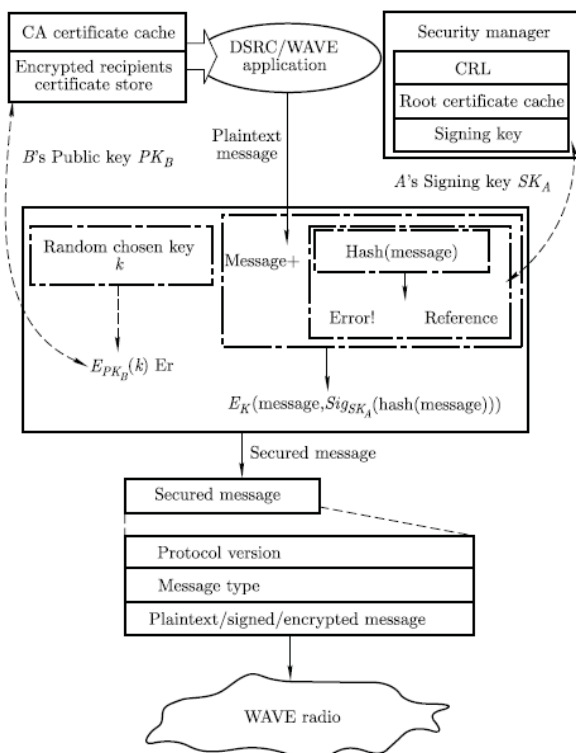 CA certificate cache
Encrypted recipients
certificate store
DSRC/WAVE
application
Security manager
CRL
Root certificate cache
Signing key
B's Public key PK_B
Plaintext
message
A's Signing key SK_A
Random chosen key
k
Message+
Hash(message)
Error! Reference
E_{PK_B}(k) Er
E_K(message,Sig_{SK_A}(hash(message)))
Secured message
Secured message
Protocol version
Message type
Plaintext/signed/encrypted message
WAVE radio